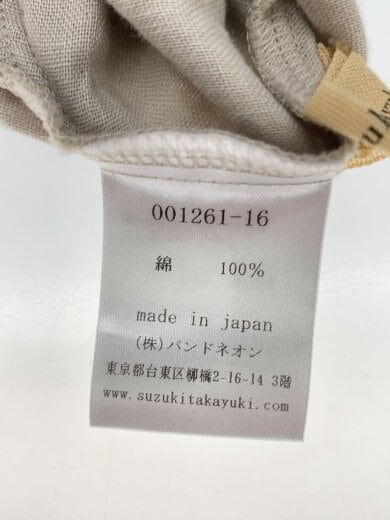 001261-16
綿 100%
made in japan
(株)バンドネオン
東京都台東区柳橋2-16-14 3階
www.suzukitakayuki.com